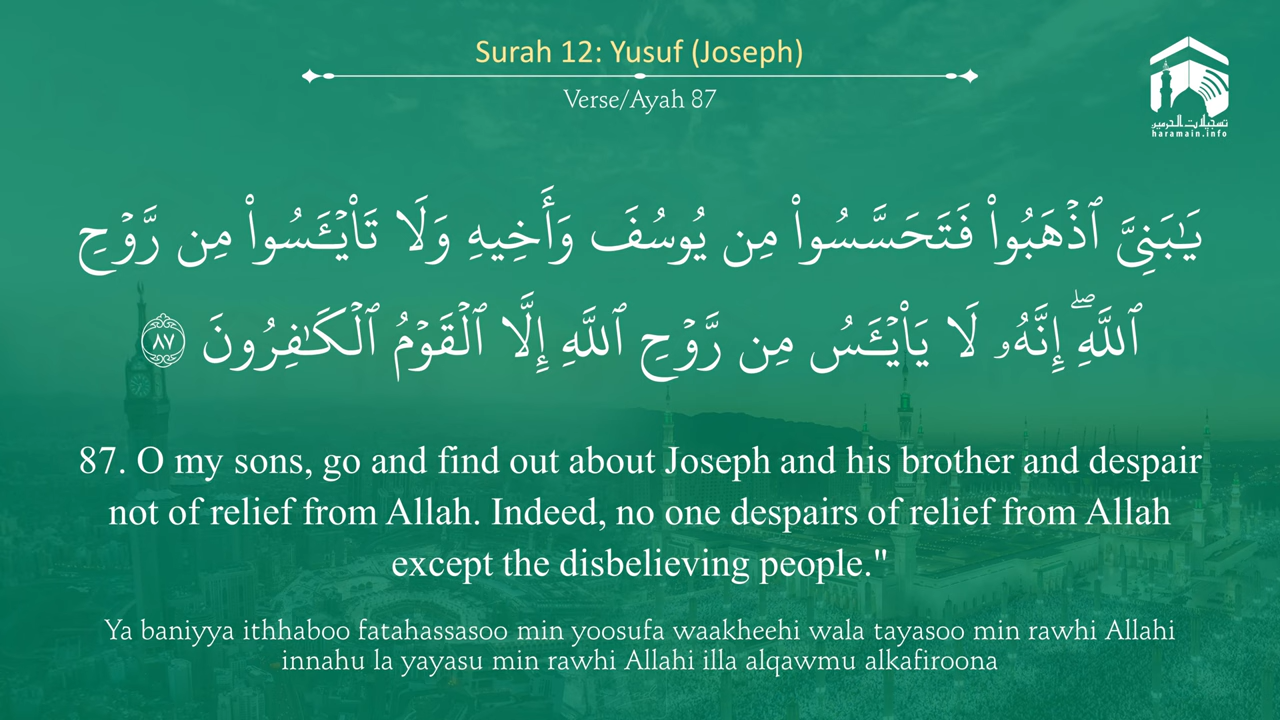 Surah 12: Yusuf (Joseph)
Verse/Ayah 87
تسجيلات الحرمين
haramain.info
يَـٰبَنِىَّ ٱذْهَبُوا۟ فَتَحَسَّسُوا۟ مِن يُوسُفَ وَأَخِيهِ وَلَا تَا۟يْـَٔسُوا۟ مِن رَّوْحِ
ٱللَّهِ ۖ إِنَّهُۥ لَا يَا۟يْـَٔسُ مِن رَّوْحِ ٱللَّهِ إِلَّا ٱلْقَوْمُ ٱلْكَـٰفِرُونَ ٨٧
87. O my sons, go and find out about Joseph and his brother and despair
not of relief from Allah. Indeed, no one despairs of relief from Allah
except the disbelieving people."
Ya baniyya ithhaboo fatahassasoo min yoosufa waakheehi wala tayasoo min rawhi Allahi
innahu la yayasu min rawhi Allahi illa alqawmu alkafiroona